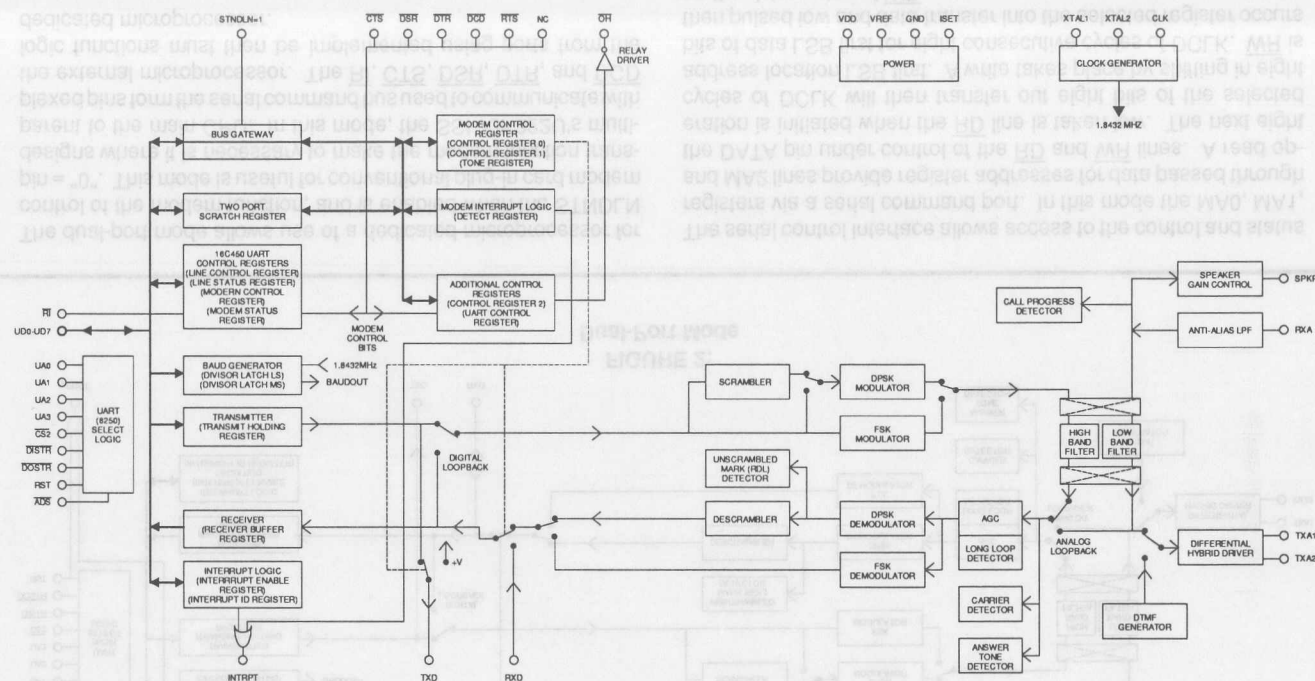 STNDLN-1
CTS DSR DTR DCD RTS NC OH
RELAY
DRIVER
VDD VREF GND ISET
POWER
XTAL1 XTAL2 CLK
CLOCK GENERATOR
1.8432 MHZ
BUS GATEWAY
MODEM CONTROL
REGISTER
(CONTROL REGISTER 0)
(CONTROL REGISTER 1)
(TONE REGISTER)
TWO PORT
SCRATCH REGISTER
MODEM INTERRUPT LOGIC
(DETECT REGISTER)
16C450 UART
CONTROL REGISTERS
(LINE CONTROL REGISTER)
(LINE STATUS REGISTER)
(MODERN CONTROL
REGISTER)
(MODEM STATUS
REGISTER)
ADDITIONAL CONTROL
REGISTERS
(CONTROL REGISTER 2)
(UART CONTROL
REGISTER)
MODEM
CONTROL
BITS
RI
UD0-UD7
UA0
UA1
UA2
UA3
CS2
DISTR
DOSTR
RST
ADS
UART
(8250)
SELECT
LOGIC
BAUD GENERATOR
(DIVISOR LATCH LS)
(DIVISOR LATCH MS)
1.8432MHz
BAUDOUT
TRANSMITTER
(TRANSMIT HOLDING
REGISTER)
DIGITAL
LOOPBACK
RECEIVER
(RECEIVER BUFFER
REGISTER)
+V
INTERRUPT LOGIC
(INTERRRUPT ENABLE
REGISTER)
(INTERRUPT ID REGISTER)
INTRPT
TXD
RXD
SCRAMBLER
DPSK
MODULATOR
FSK
MODULATOR
UNSCRAMBLED
MARK (RDL)
DETECTOR
DESCRAMBLER
DPSK
DEMODULATOR
FSK
DEMODULATOR
AGC
LONG LOOP
DETECTOR
CARRIER
DETECTOR
ANSWER
TONE
DETECTOR
ANALOG
LOOPBACK
HIGH
BAND
FILTER
LOW
BAND
FILTER
CALL PROGRESS
DETECTOR
SPEAKER
GAIN CONTROL
SPKR
ANTI-ALIAS LPF
RXA
DIFFERENTIAL
HYBRID DRIVER
TXA1
TXA2
DTMF
GENERATOR